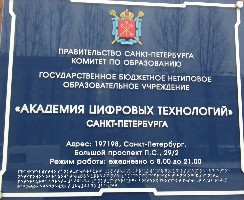 ПРАВИТЕЛЬСТВО САНКТ-ПЕТЕРБУРГА
КОМИТЕТ ПО ОБРАЗОВАНИЮ
ГОСУДАРСТВЕННОЕ БЮДЖЕТНОЕ НЕТИПОВОЕ
ОБРАЗОВАТЕЛЬНОЕ УЧРЕЖДЕНИЕ
«АКАДЕМИЯ ЦИФРОВЫХ ТЕХНОЛОГИЙ»
САНКТ-ПЕТЕРБУРГА
Адрес: 197198, Санкт-Петербург,
Большой проспект П.С., 29/2
Режим работы: ежедневно с 8.00 до 21.00